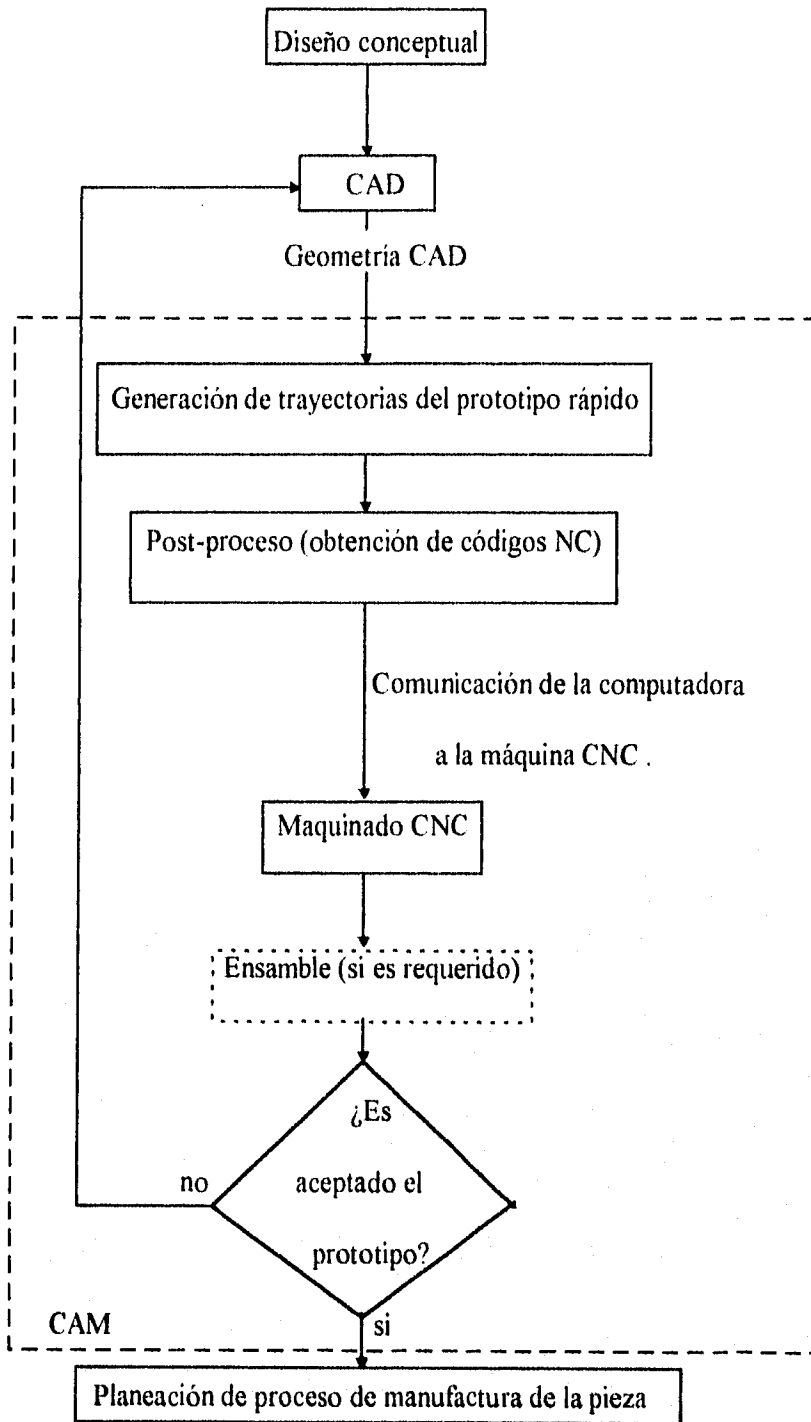 Diseño conceptual
CAD
Geometría CAD
Generación de trayectorias del prototipo rápido
Post-proceso (obtención de códigos NC)
Comunicación de la computadora
a la máquina CNC .
Maquinado CNC
Ensamble (si es requerido)
¿Es
aceptado el
prototipo?
no
si
CAM
Planeación de proceso de manufactura de la pieza